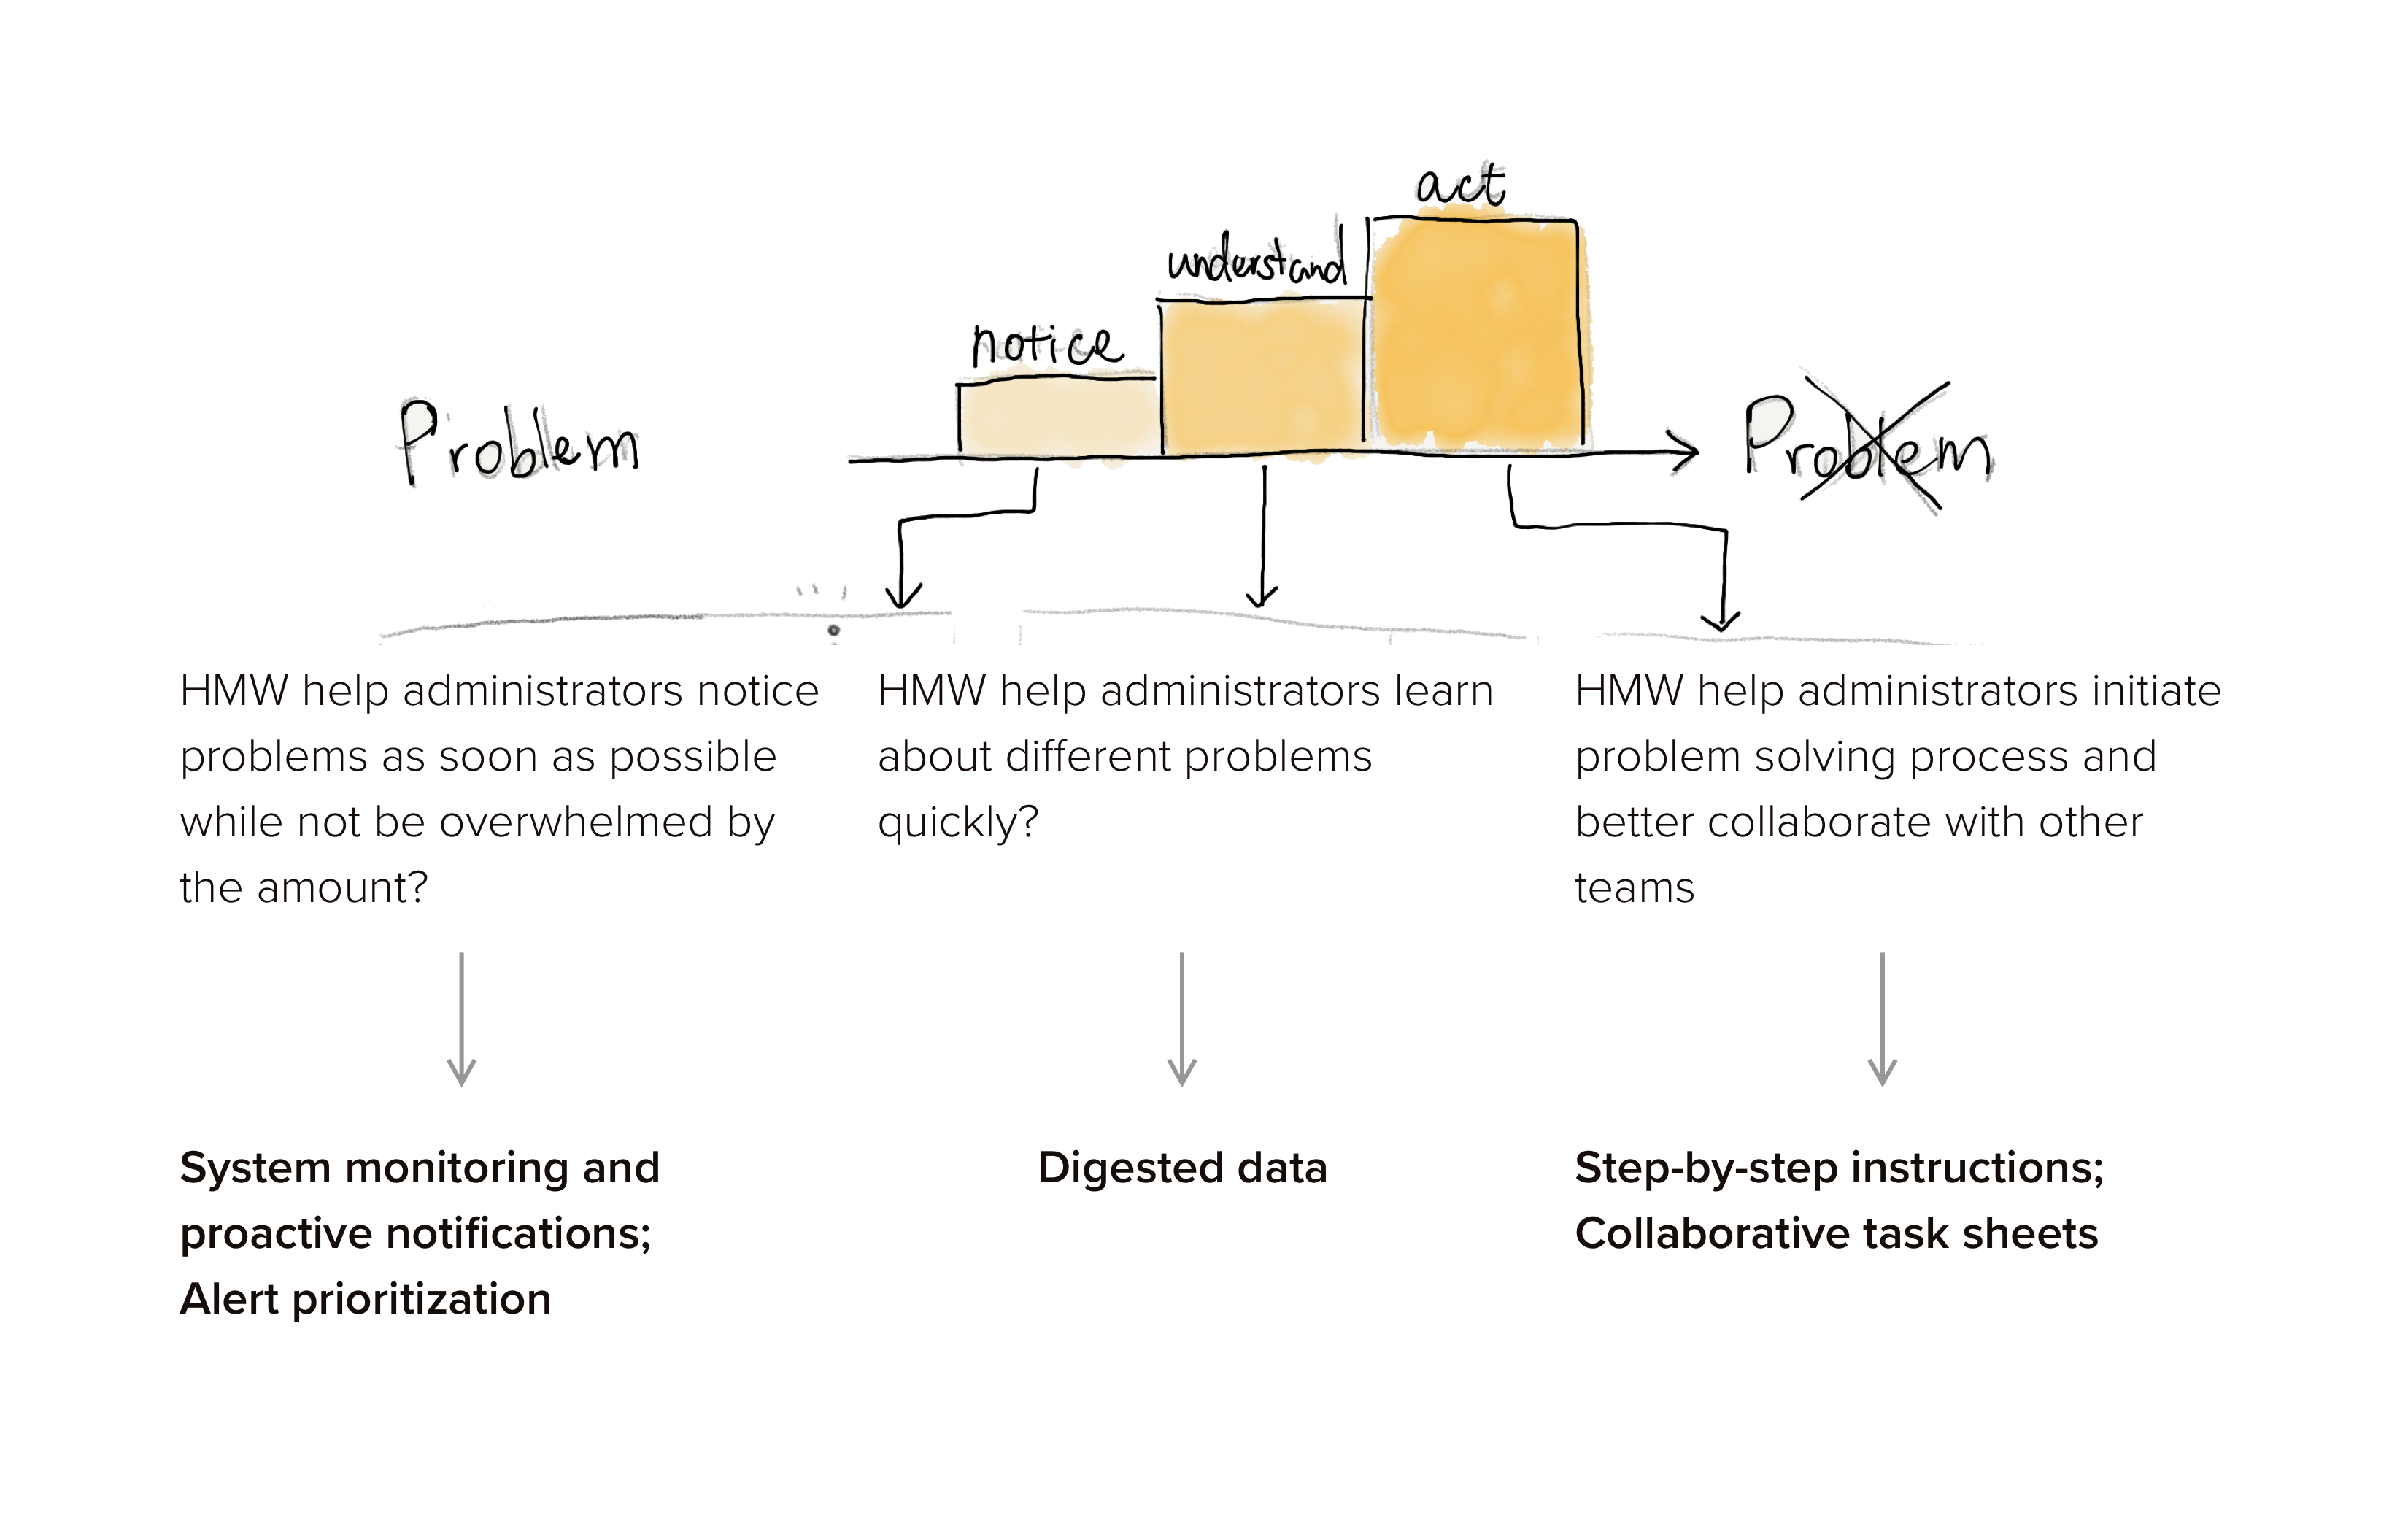 act
understand
notice
Problem
Problem
HMW help administrators notice
problems as soon as possible
while not be overwhelmed by
the amount?
HMW help administrators learn
about different problems
quickly?
HMW help administrators initiate
problem solving process and
better collaborate with other
teams
System monitoring and
proactive notifications;
Alert prioritization
Digested data
Step-by-step instructions;
Collaborative task sheets